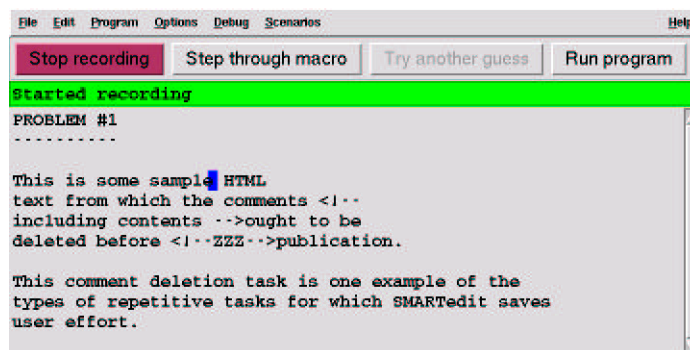 File Edit Program Options Debug Scenarios Help
Stop recording Step through macro Try another guess Run program
Started recording
PROBLEM #1
----------
This is some sample HTML
text from which the comments <!--
including contents -->ought to be
deleted before <!--ZZZ-->publication.
This comment deletion task is one example of the
types of repetitive tasks for which SMARTedit saves
user effort.